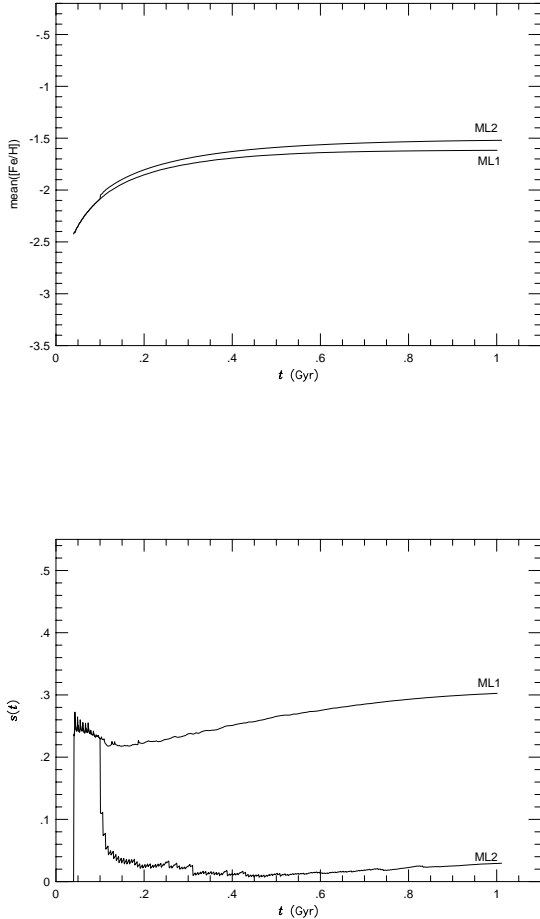 -.5
-1
-1.5
-2
-2.5
-3
-3.5
mean([Fe/H])
ML2
ML1
0 .2 .4 .6 .8 1
t (Gyr)
.5
.4
.3
.2
.1
0
s(t)
ML1
ML2
0 .2 .4 .6 .8 1
t (Gyr)